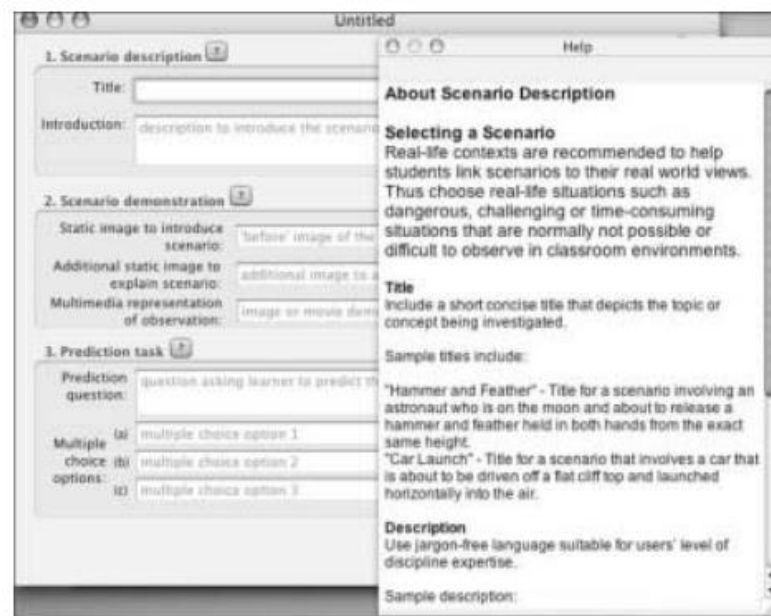 Untitled
1. Scenario description ?
Title:
Introduction:
description to introduce the scenario
2. Scenario demonstration ?
Static image to introduce
scenario:
'before' image of the
Additional static image to
explain scenario:
additional image to
Multimedia representation
of observation:
image or movie
3. Prediction task ?
Prediction
question:
question asking learner to predict
Multiple
choice
options:
(a) multiple choice option 1
(b) multiple choice option 2
(c) multiple choice option 3
Help
About Scenario Description
Selecting a Scenario
Real-life contexts are recommended to help
students link scenarios to their real world views.
Thus choose real-life situations such as
dangerous, challenging or time-consuming
situations that are normally not possible or
difficult to observe in classroom environments.
Title
Include a short concise title that depicts the topic or
concept being investigated.
Sample titles include:
"Hammer and Feather" - Title for a scenario involving an
astronaut who is on the moon and about to release a
hammer and feather held in both hands from the exact
same height.
"Car Launch" - Title for a scenario that involves a car that
is about to be driven off a flat cliff top and launched
horizontally into the air.
Description
Use jargon-free language suitable for users' level of
discipline expertise.
Sample description: